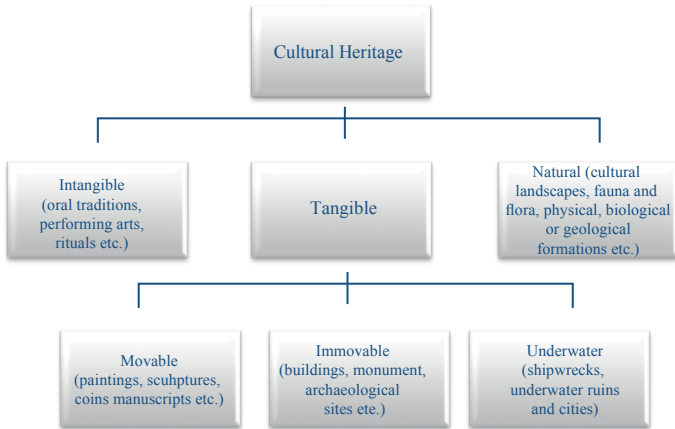 Cultural Heritage
Intangible
(oral traditions,
performing arts,
rituals etc.)
Tangible
Natural (cultural
landscapes, fauna and
flora, physical, biological
or geological
formations etc.)
Movable
(paintings, scuhptures,
coins manuscripts etc.)
Immovable
(buildings, monument,
archaeological
sites ete.)
Underwater
(shipwrecks,
underwater ruins
and cities)